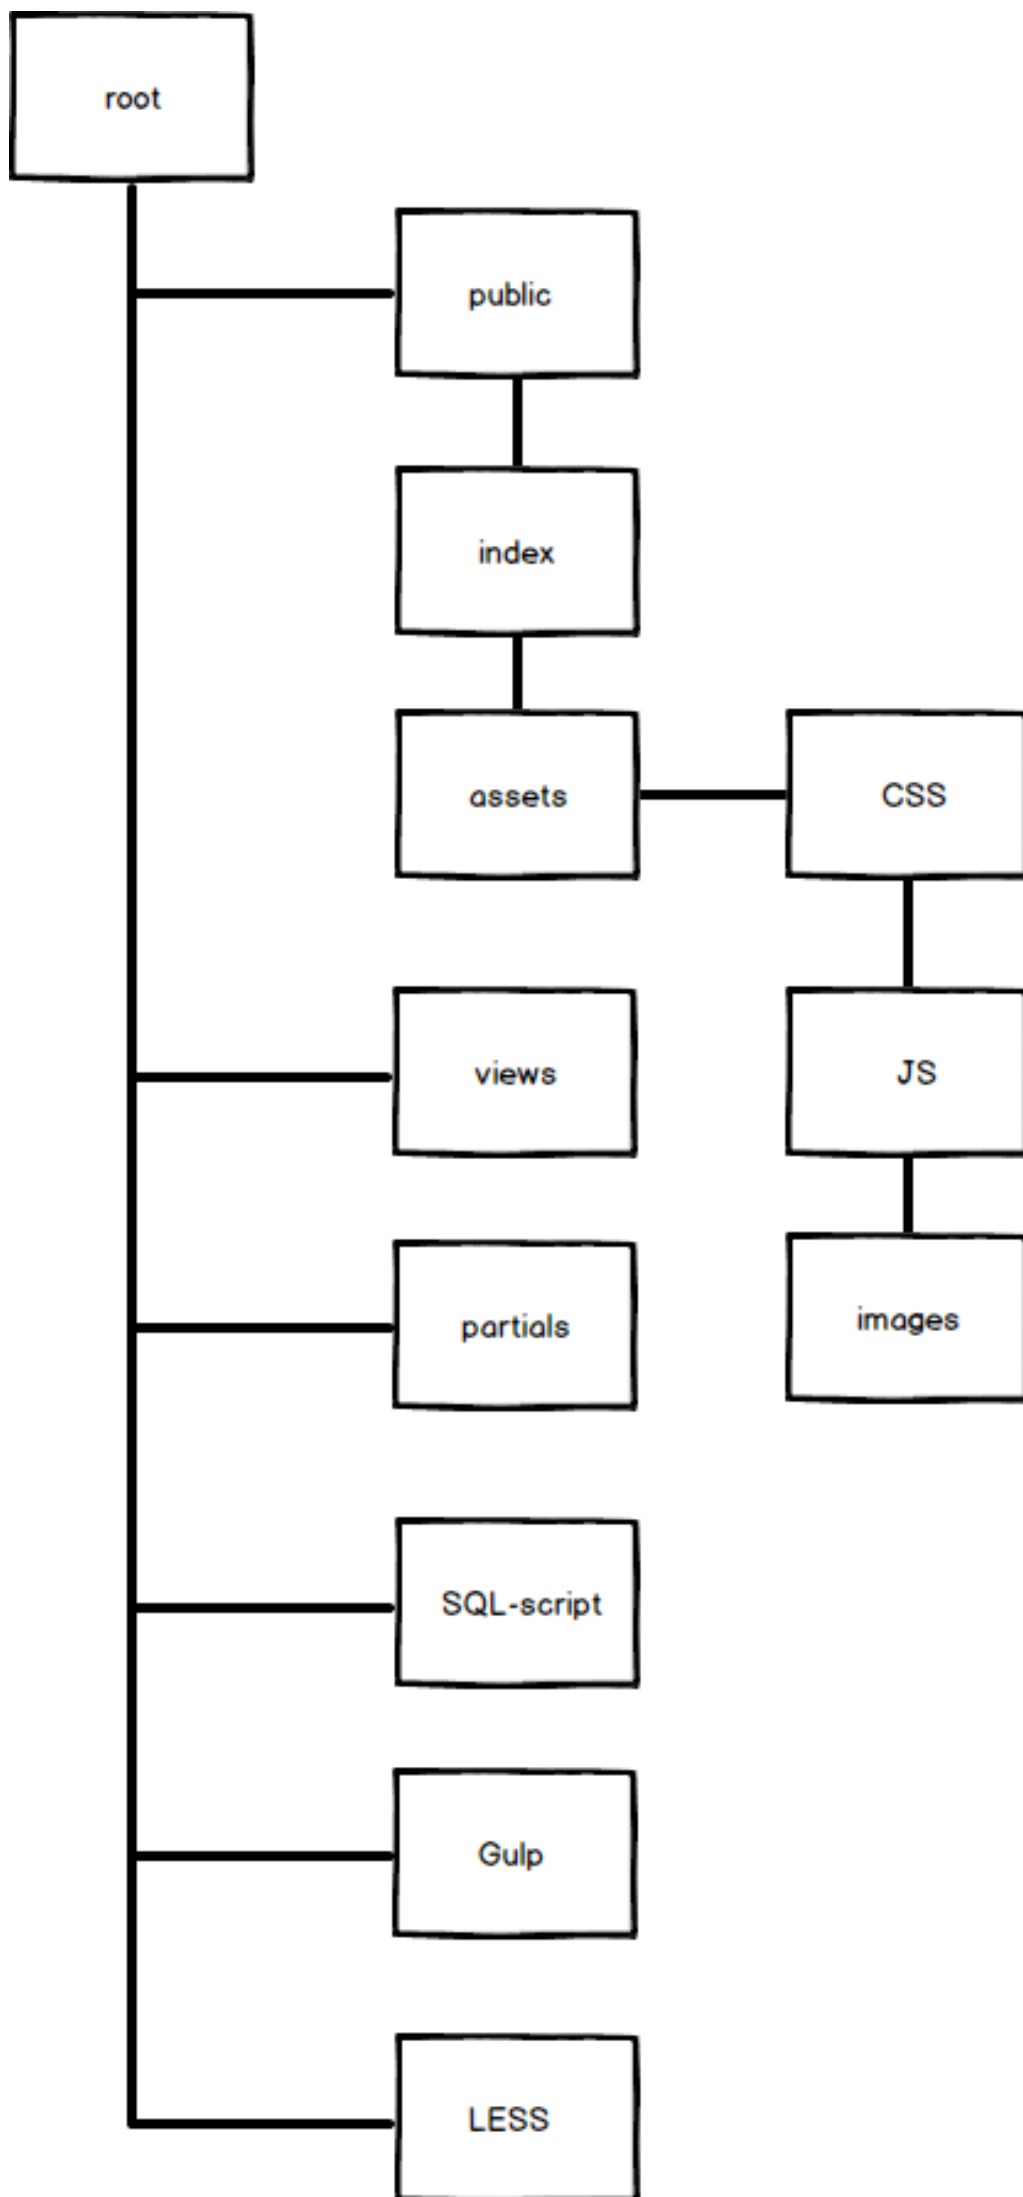 root
public
index
assets
CSS
views
JS
partials
images
SQL-script
Gulp
LESS